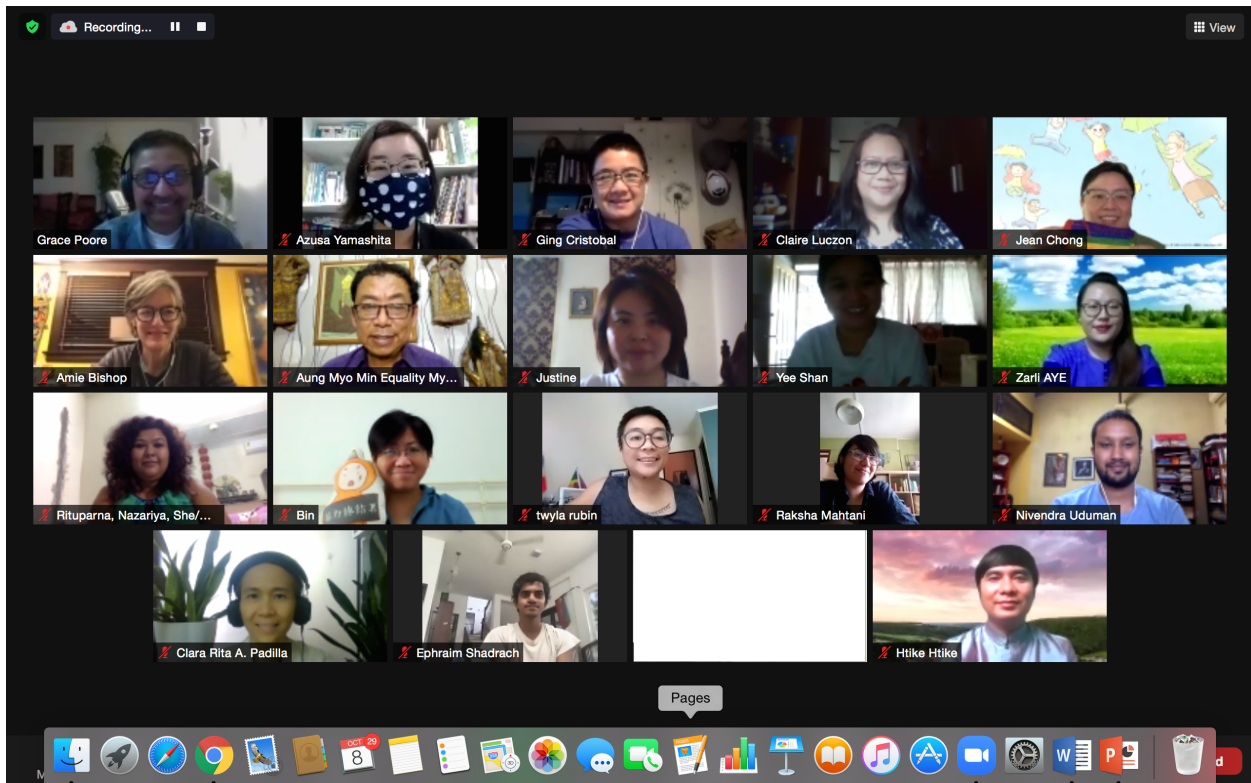 Recording...
View
Grace Poore
Azusa Yamashita
Ging Cristobal
Claire Luczon
Jean Chong
Amie Bishop
Aung Myo Min Equality My...
Justine
Yee Shan
Zarli AYE
Rituparna, Nazariya, She/...
Bin
twyla rubin
Raksha Mahtani
Nivendra Uduman
Clara Rita A. Padilla
Ephraim Shadrach
Htike Htike
Pages
OCT
29
8
W
P